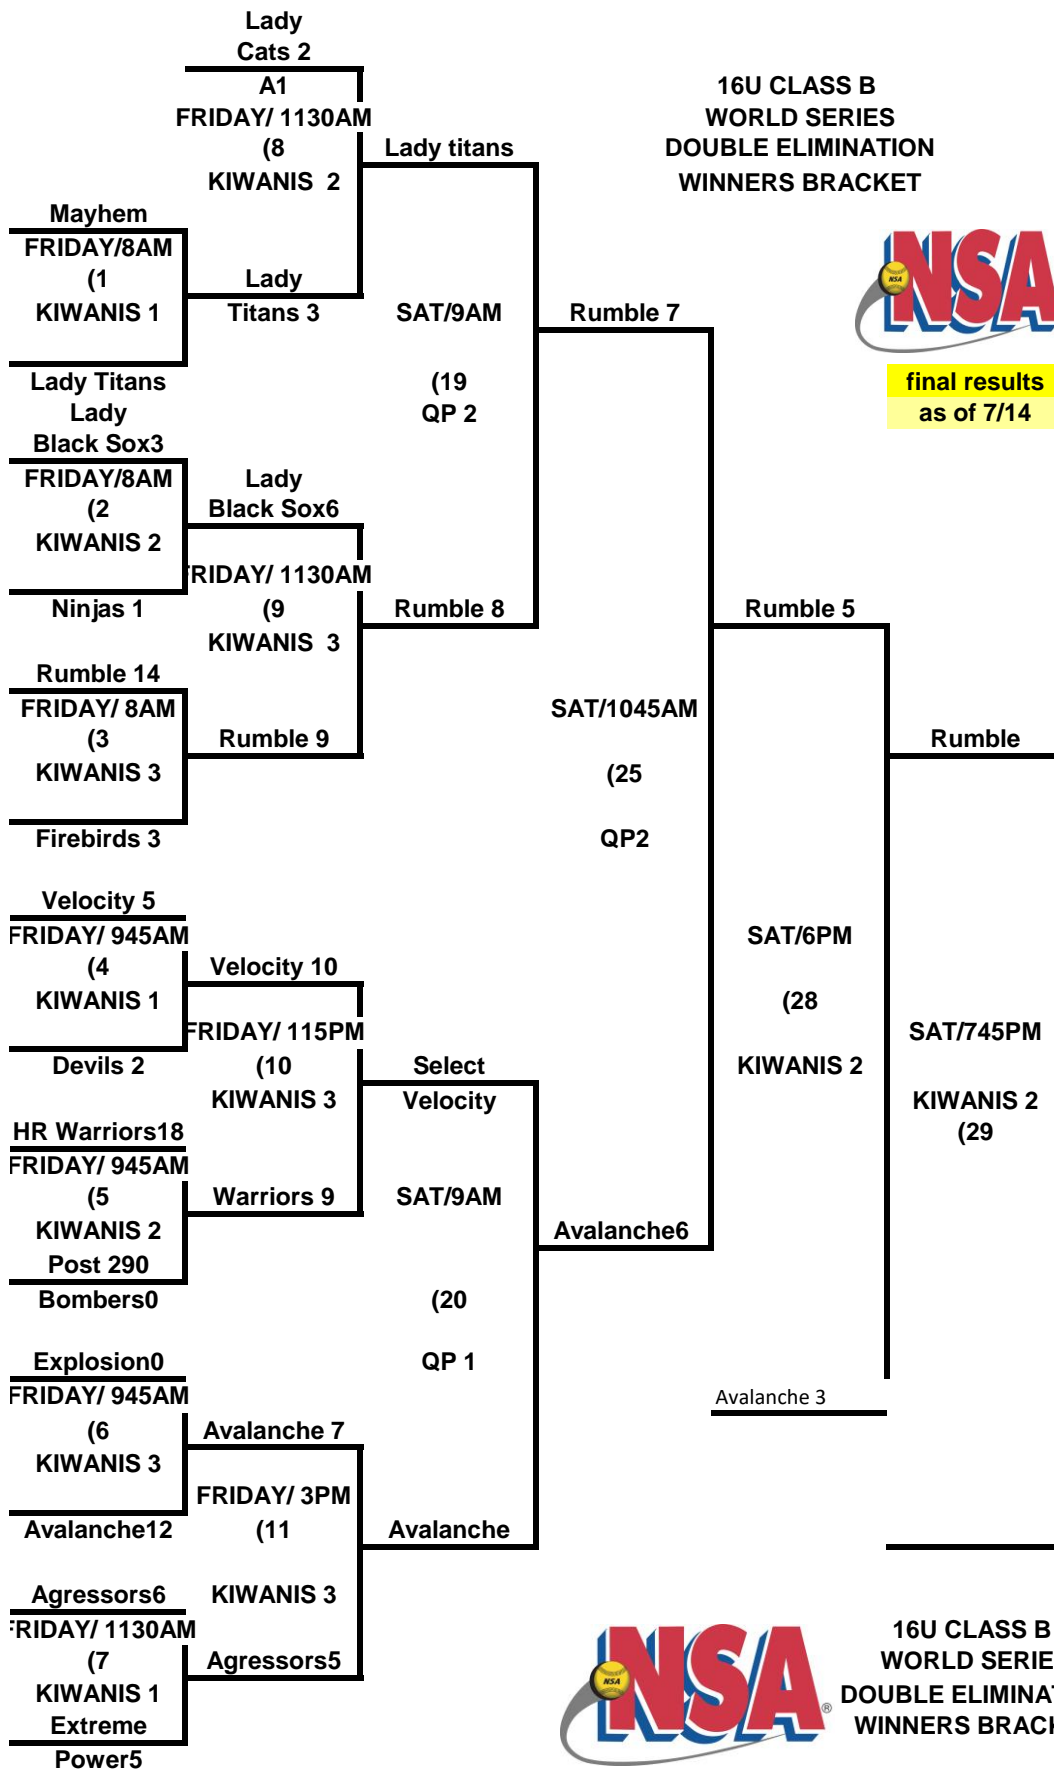 Lady
Cats 2
A1
FRIDAY/ 1130AM
(8
KIWANIS  2
Lady titans
16U CLASS B
WORLD SERIES
DOUBLE ELIMINATION
WINNERS BRACKET
Mayhem
FRIDAY/8AM
(1
KIWANIS 1
Lady
Titans 3
SAT/9AM
Rumble 7
NSA
NSA
Lady Titans
(19
QP 2
final results
as of 7/14
Lady
Black Sox3
FRIDAY/8AM
(2
KIWANIS 2
Lady
Black Sox6
FRIDAY/ 1130AM
(9
KIWANIS  3
Ninjas 1
Rumble 8
Rumble 5
Rumble 14
FRIDAY/ 8AM
(3
KIWANIS 3
Rumble 9
SAT/1045AM
(25
QP2
Rumble
Firebirds 3
Velocity 5
FRIDAY/ 945AM
(4
KIWANIS 1
Velocity 10
SAT/6PM
(28
KIWANIS 2
Devils 2
FRIDAY/ 115PM
(10
KIWANIS 3
Select
Velocity
SAT/745PM
KIWANIS 2
(29
HR Warriors18
FRIDAY/ 945AM
(5
KIWANIS 2
Post 290
Bombers0
Warriors 9
SAT/9AM
(20
QP 1
Avalanche6
Explosion0
FRIDAY/ 945AM
(6
KIWANIS 3
Avalanche 7
Avalanche 3
Avalanche12
FRIDAY/ 3PM
(11
KIWANIS 3
Avalanche
Agressors6
FRIDAY/ 1130AM
(7
KIWANIS 1
Extreme
Power5
Agressors5
NSA
NSA
®
16U CLASS B
WORLD SERIE
DOUBLE ELIMINAT
WINNERS BRACK